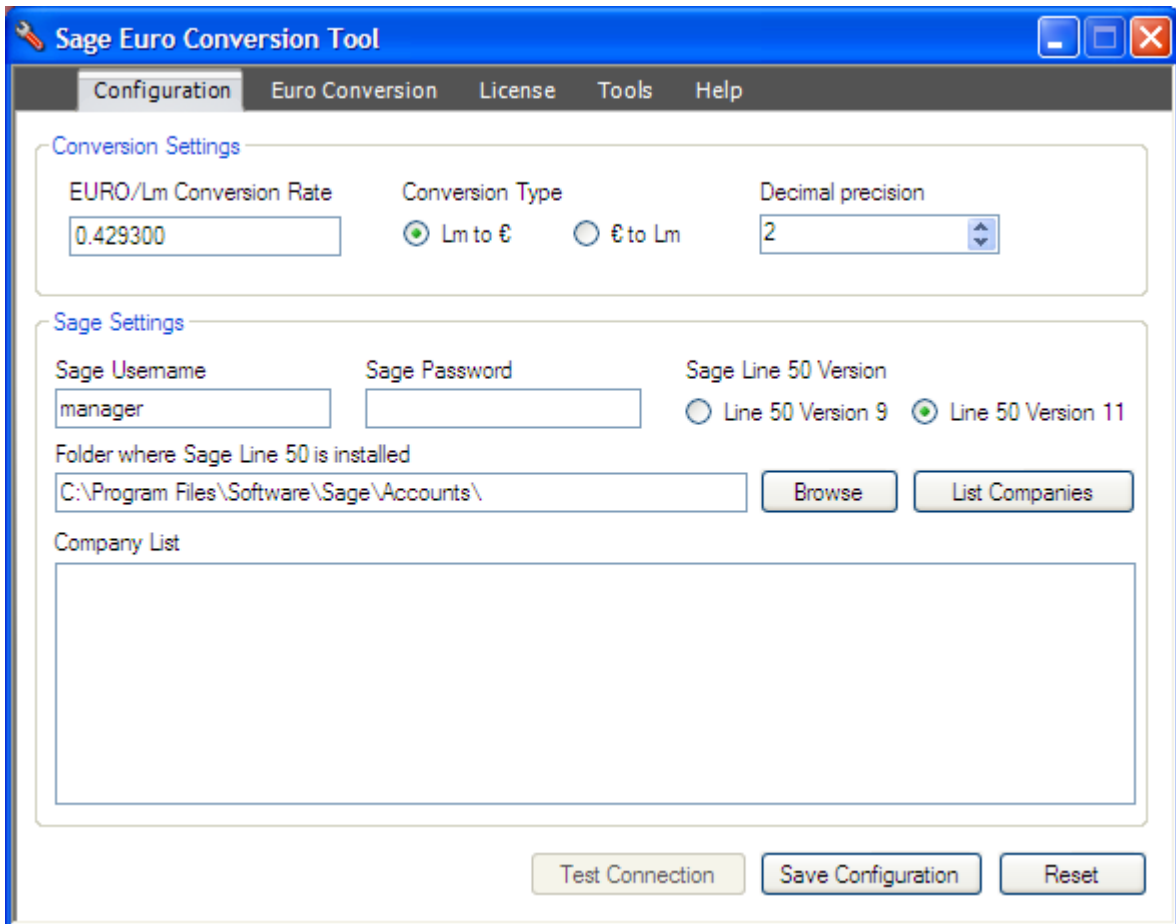 Sage Euro Conversion Tool
Configuration Euro Conversion License Tools Help
Conversion Settings
EURO/Lm Conversion Rate Conversion Type Decimal precision
0.429300 Lm to € € to Lm 2
Sage Settings
Sage Username Sage Password Sage Line 50 Version
manager Line 50 Version 9 Line 50 Version 11
Folder where Sage Line 50 is installed
C:\Program Files\Software\Sage\Accounts\ Browse List Companies
Company List
Test Connection Save Configuration Reset